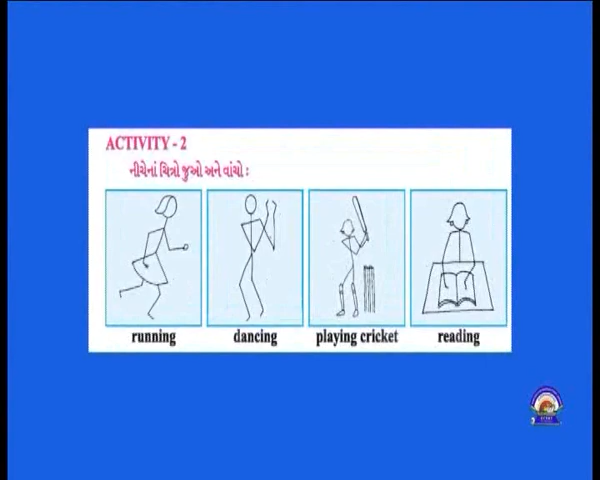 ACTIVITY - 2
નીચેનાં ચિત્રો જુઓ અને વાંચો :
running dancing playing cricket reading